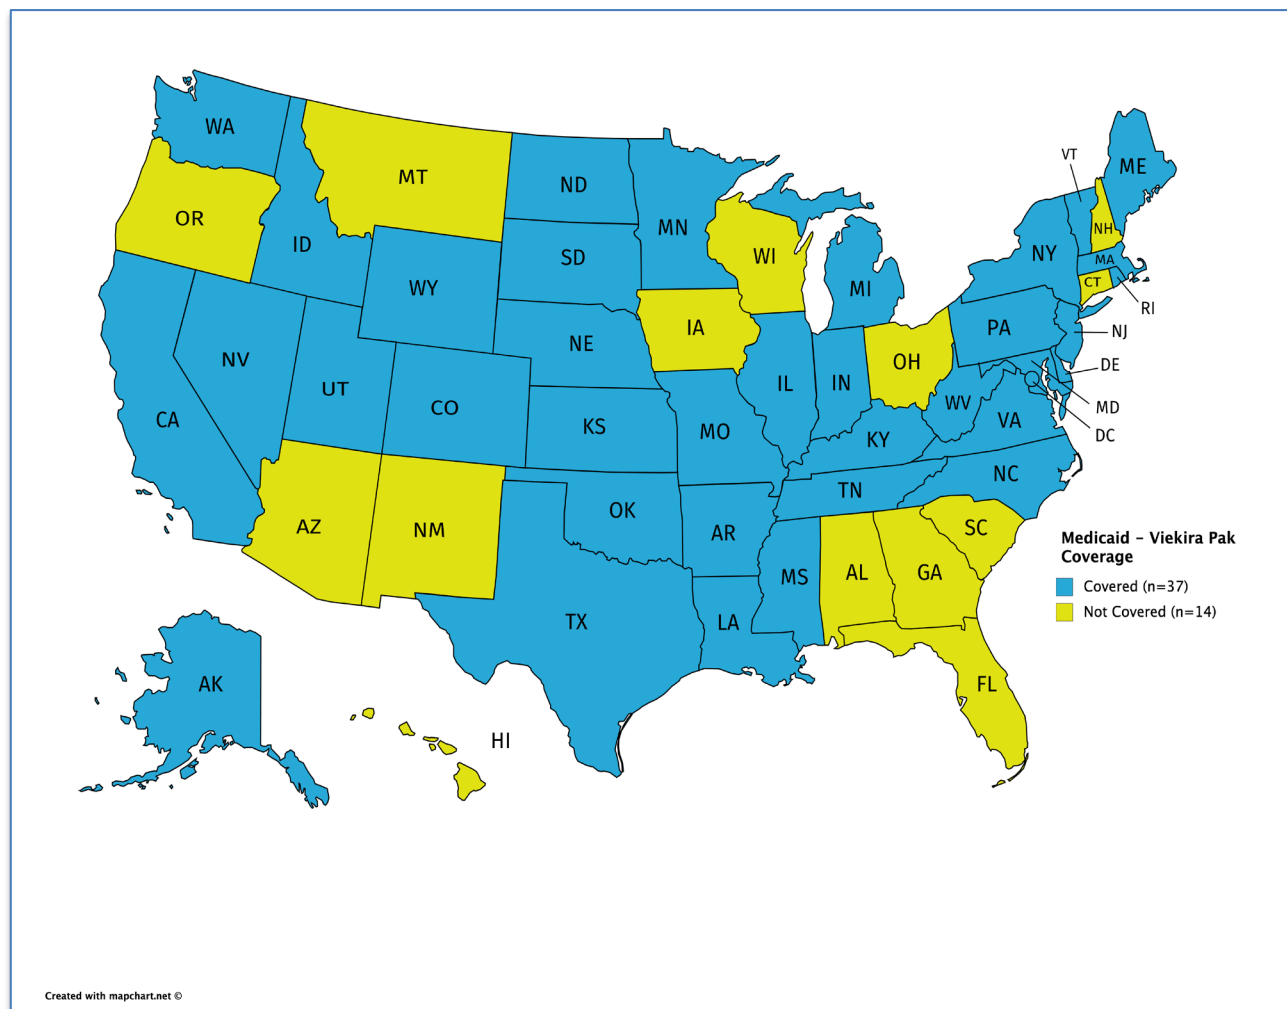 WA
OR
MT
ID
WY
ND
SD
NE
MN
WI
IA
MI
VT
ME
NH
NY
MA
CT
RI
NJ
PA
DE
MD
DC
OH
IN
IL
WV
VA
KY
NC
TN
SC
GA
AL
MS
FL
LA
AR
MO
KS
OK
TX
CO
NM
AZ
UT
NV
CA
AK
HI
Medicaid – Viekira Pak
Coverage
Covered (n=37)
Not Covered (n=14)
Created with mapchart.net ©